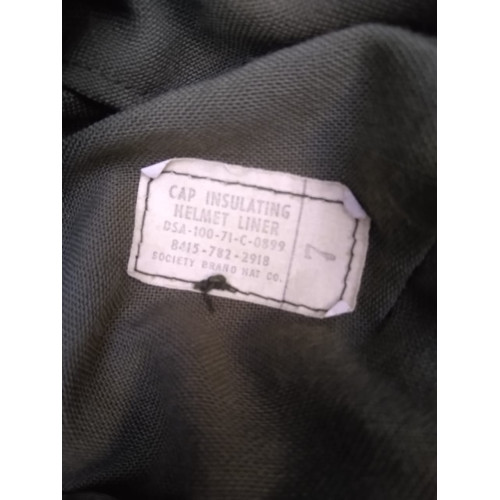 CAP INSULATING
HELMET LINER
DSA-100-71-C-0899
8415-782-2918
SOCIETY BRAND HAT CO.
7